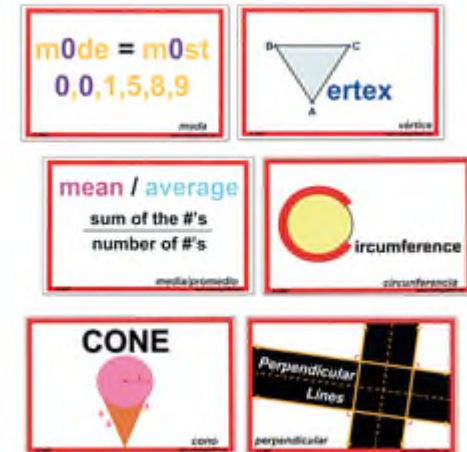 m0de = m0st
0,0,1,5,8,9
moda
B C
ertex
A
vértice
mean / average
sum of the #'s
number of #'s
media/promedio
ircumference
circunferencia
CONE
cono
Perpendicular
Lines
perpendicular